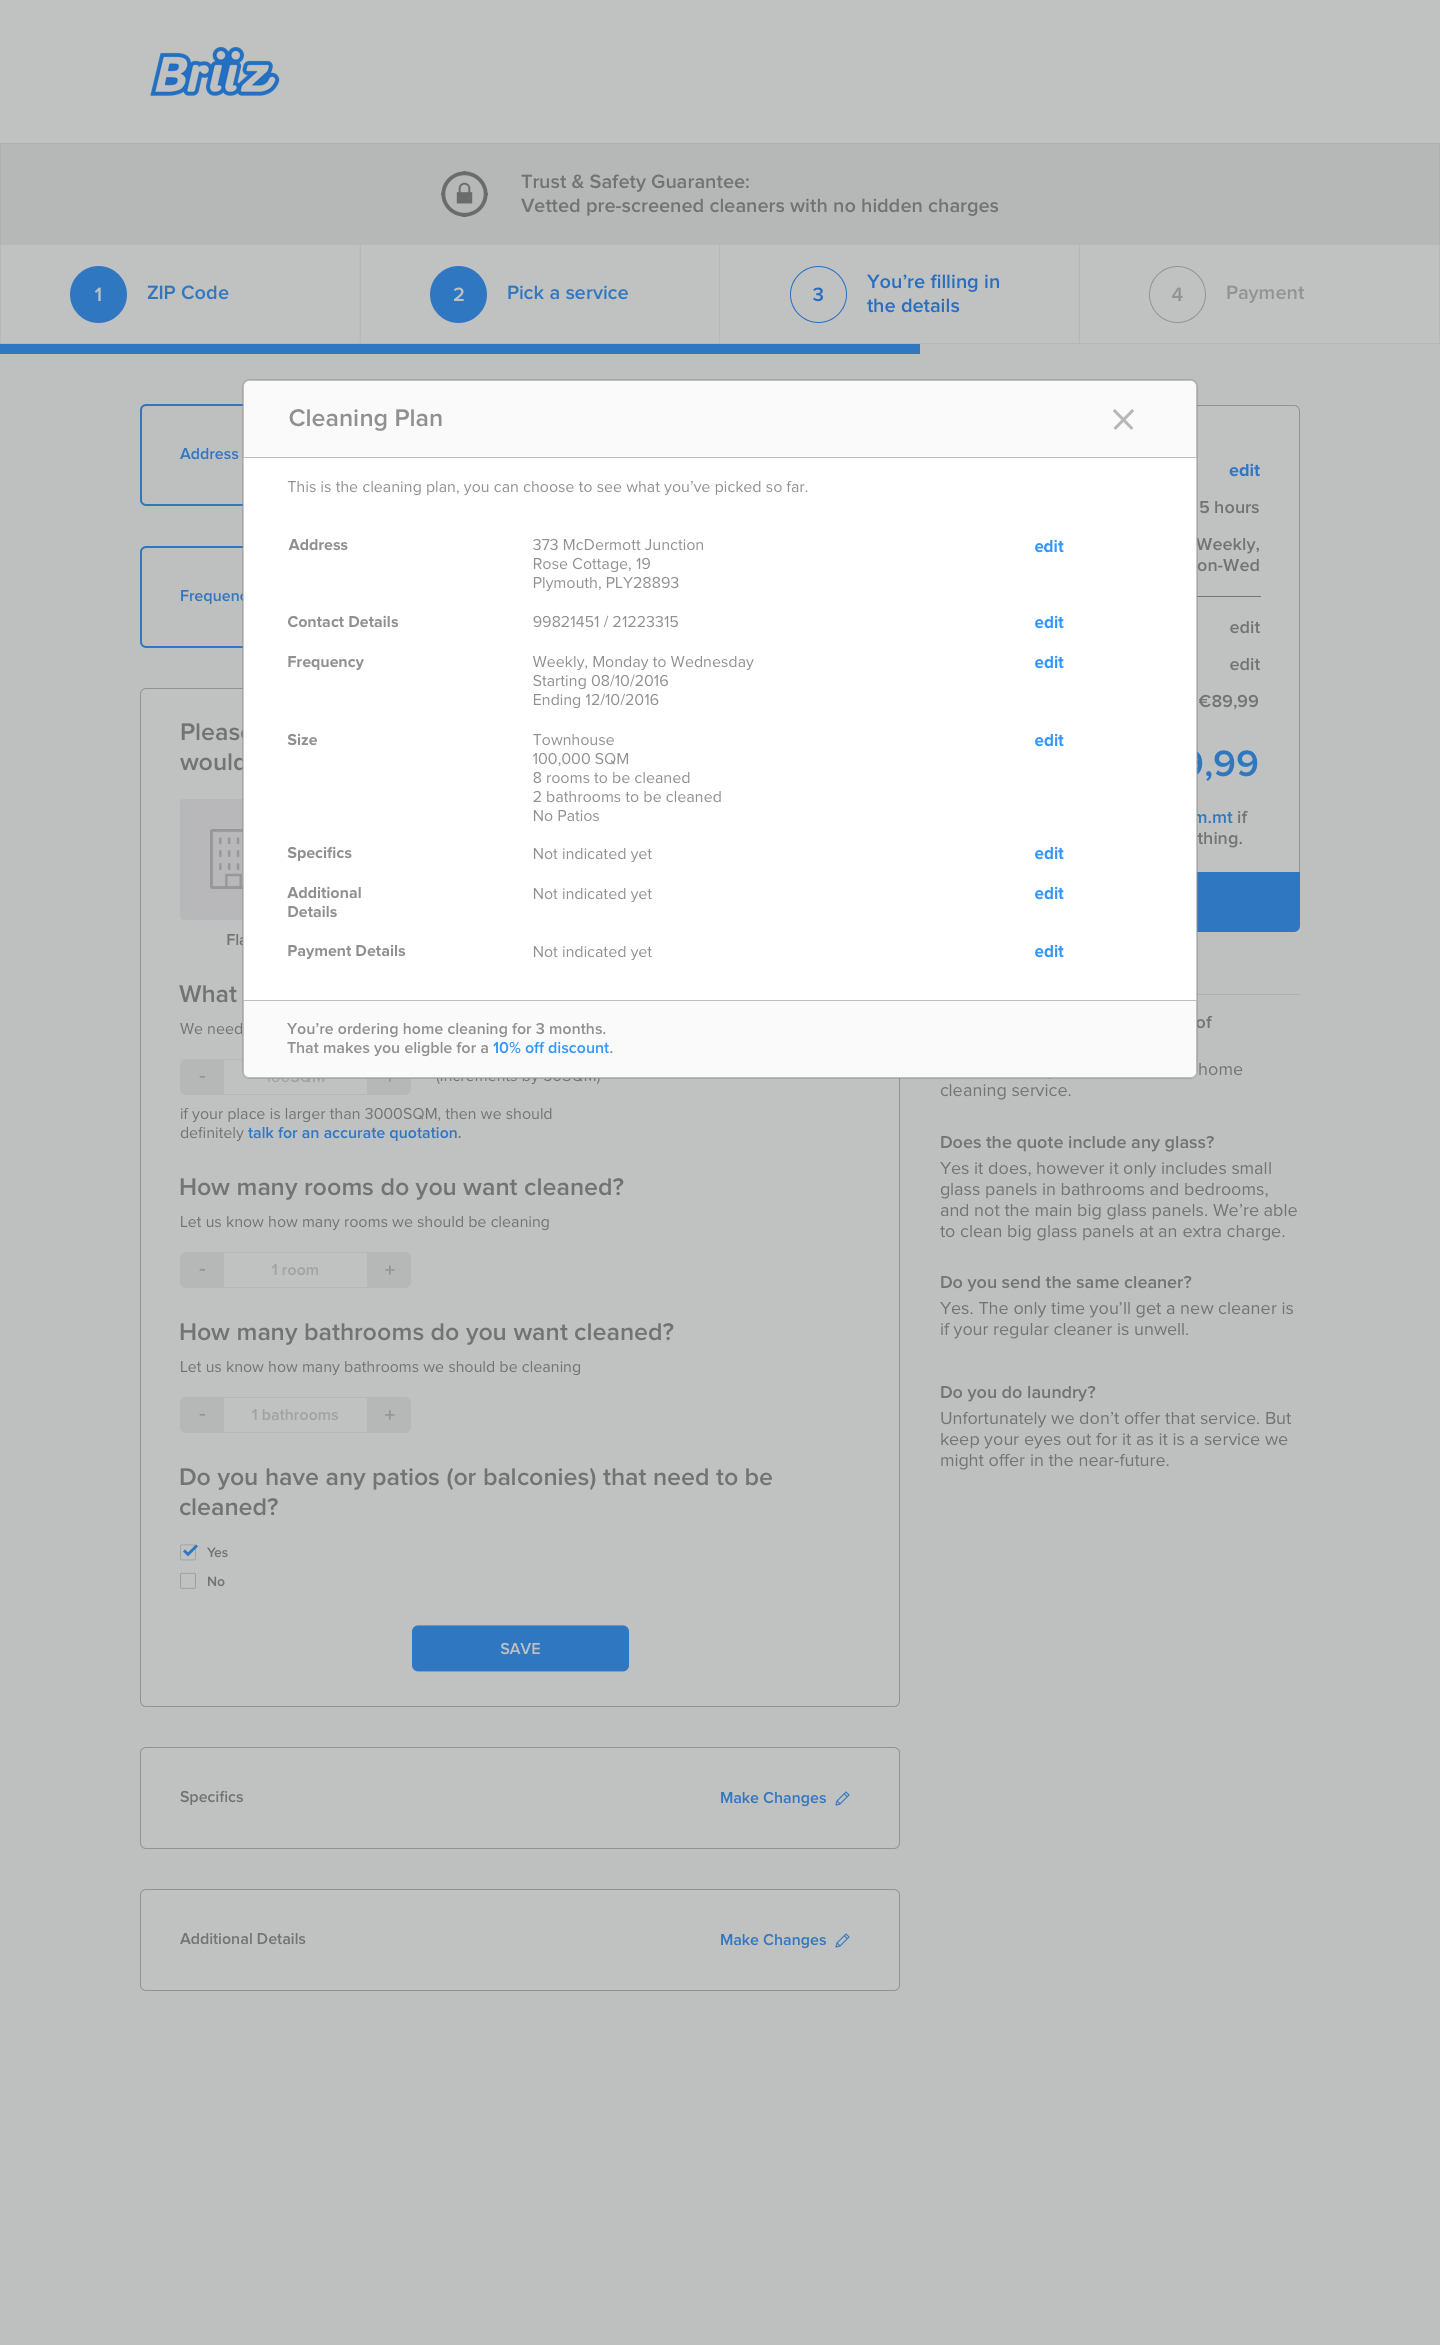 Briiz
Trust & Safety Guarantee:
Vetted pre-screened cleaners with no hidden charges
1 ZIP Code
2 Pick a service
3 You’re filling in
the details
4 Payment
Cleaning Plan
This is the cleaning plan, you can choose to see what you’ve picked so far.
Address 373 McDermott Junction edit
Rose Cottage, 19
Plymouth, PLY28893
Contact Details 99821451 / 21223315 edit
Frequency Weekly, Monday to Wednesday edit
Starting 08/10/2016
Ending 12/10/2016
Size Townhouse edit
100,000 SQM
8 rooms to be cleaned
2 bathrooms to be cleaned
No Patios
Specifics Not indicated yet edit
Additional Not indicated yet edit
Details
Payment Details Not indicated yet edit
You’re ordering home cleaning for 3 months.
That makes you eligble for a 10% off discount.
Address
would
What
We need
- +
if your place is larger than 3000SQM, then we should
definitely talk for an accurate quotation.
How many rooms do you want cleaned?
Let us know how many rooms we should be cleaning
- 1 room +
How many bathrooms do you want cleaned?
Let us know how many bathrooms we should be cleaning
- 1 bathrooms +
Do you have any patios (or balconies) that need to be
cleaned?
Yes
No
SAVE
Specifics Make Changes
Additional Details Make Changes
edit
5 hours
Weekly,
on-Wed
edit
edit
€89,99
9,99
m.mt if
thing.
of
home
cleaning service.
Does the quote include any glass?
Yes it does, however it only includes small
glass panels in bathrooms and bedrooms,
and not the main big glass panels. We’re able
to clean big glass panels at an extra charge.
Do you send the same cleaner?
Yes. The only time you’ll get a new cleaner is
if your regular cleaner is unwell.
Do you do laundry?
Unfortunately we don’t offer that service. But
keep your eyes out for it as it is a service we
might offer in the near-future.